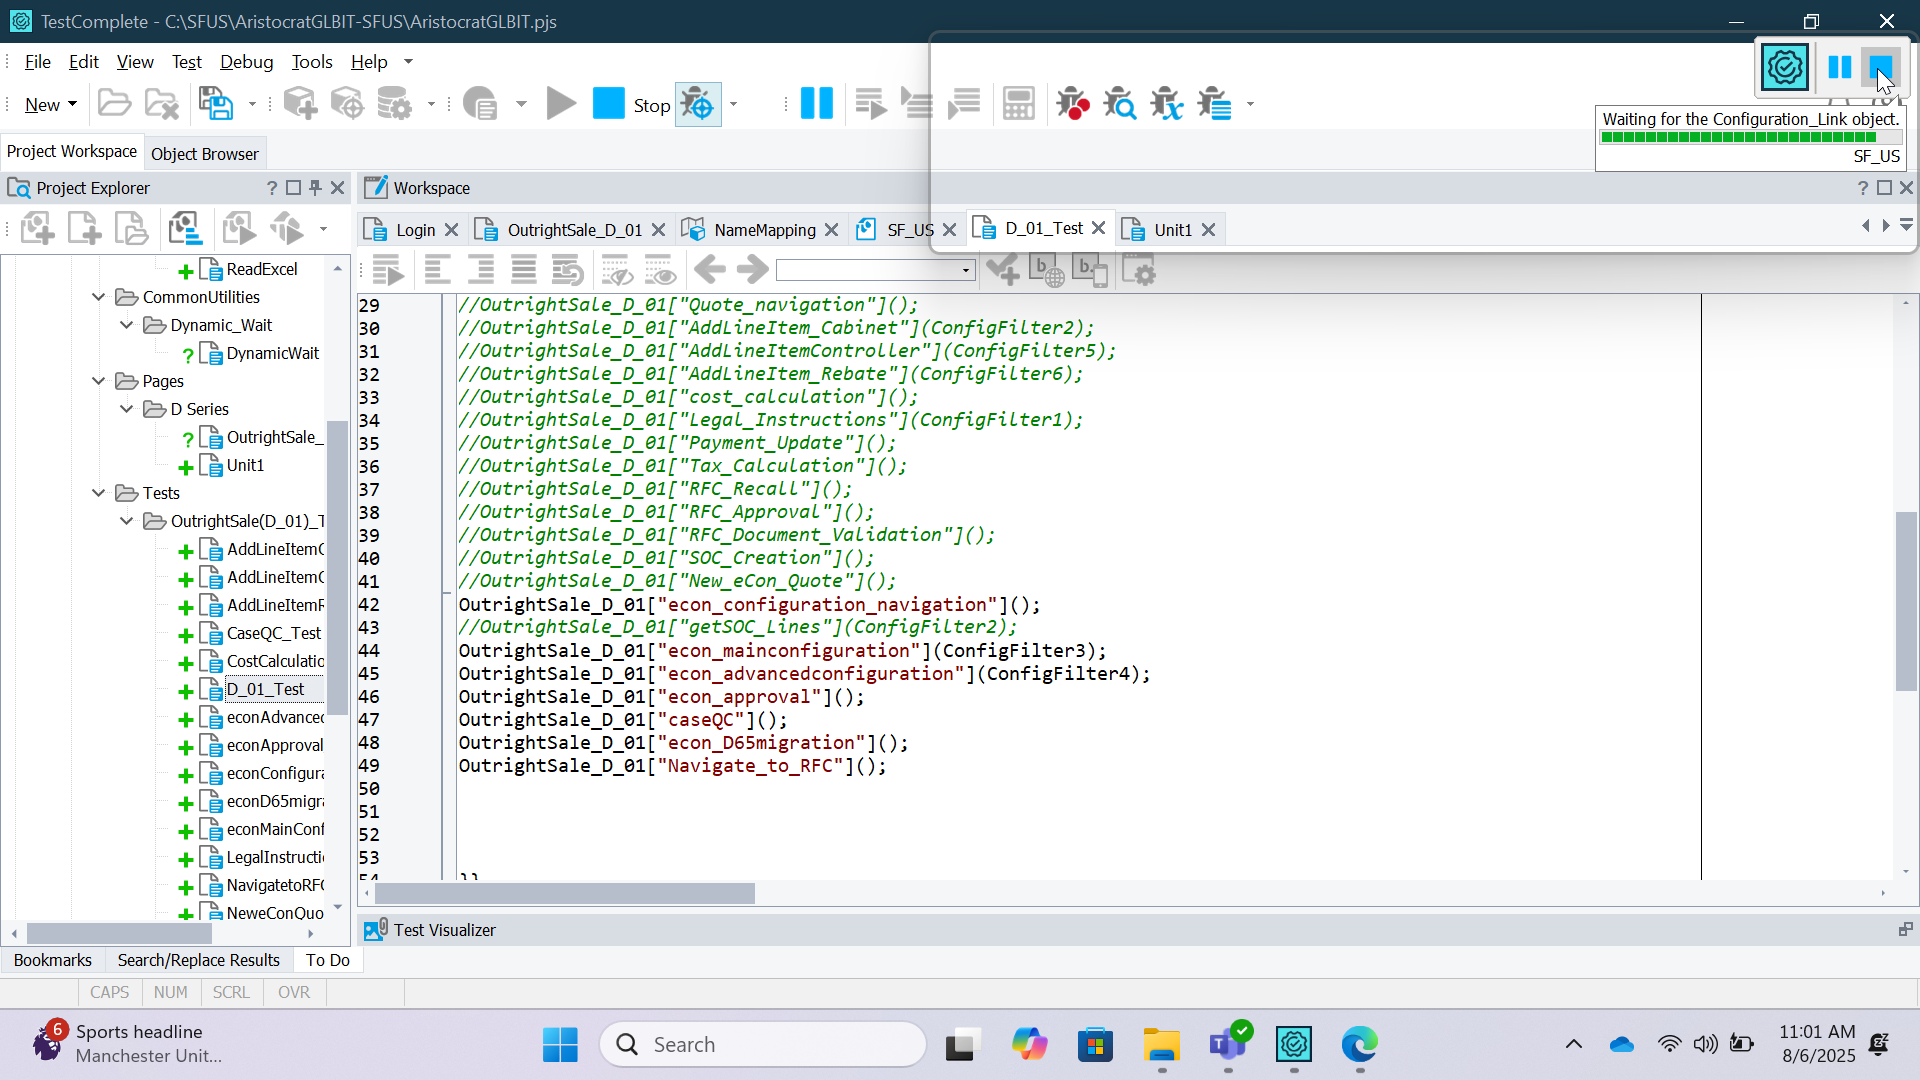 TestComplete - C:\SFUS\AristocratGLBIT-SFUS\AristocratGLBIT.pjs
File Edit View Test Debug Tools Help
New Stop
Waiting for the Configuration_Link object.
SF_US
Project Workspace Object Browser
Project Explorer
Workspace
Login OutrightSale_D_01 NameMapping SF_US D_01_Test Unit1
ReadExcel
CommonUtilities
Dynamic_Wait
DynamicWait
Pages
D Series
OutrightSale_
Unit1
Tests
OutrightSale(D_01)_T
AddLineItemC
AddLineItemC
AddLineItemR
CaseQC_Test
CostCalculatio
D_01_Test
econAdvanced
econApproval
econConfigura
econD65migra
econMainConf
LegalInstructi
NavigatetoRFC
NeweConQuo
29 //OutrightSale_D_01["Quote_navigation"]();
30 //OutrightSale_D_01["AddLineItem_Cabinet"](ConfigFilter2);
31 //OutrightSale_D_01["AddLineItemController"](ConfigFilter5);
32 //OutrightSale_D_01["AddLineItem_Rebate"](ConfigFilter6);
33 //OutrightSale_D_01["cost_calculation"]();
34 //OutrightSale_D_01["Legal_Instructions"](ConfigFilter1);
35 //OutrightSale_D_01["Payment_Update"]();
36 //OutrightSale_D_01["Tax_Calculation"]();
37 //OutrightSale_D_01["RFC_Recall"]();
38 //OutrightSale_D_01["RFC_Approval"]();
39 //OutrightSale_D_01["RFC_Document_Validation"]();
40 //OutrightSale_D_01["SOC_Creation"]();
41 //OutrightSale_D_01["New_eCon_Quote"]();
42 OutrightSale_D_01["econ_configuration_navigation"]();
43 //OutrightSale_D_01["getSOC_Lines"](ConfigFilter2);
44 OutrightSale_D_01["econ_mainconfiguration"](ConfigFilter3);
45 OutrightSale_D_01["econ_advancedconfiguration"](ConfigFilter4);
46 OutrightSale_D_01["econ_approval"]();
47 OutrightSale_D_01["caseQC"]();
48 OutrightSale_D_01["econ_D65migration"]();
49 OutrightSale_D_01["Navigate_to_RFC"]();
50
51
52
53
54 }}
Test Visualizer
Bookmarks Search/Replace Results To Do
CAPS NUM SCRL OVR
6 Sports headline
Manchester Unit...
Search
11:01 AM
8/6/2025